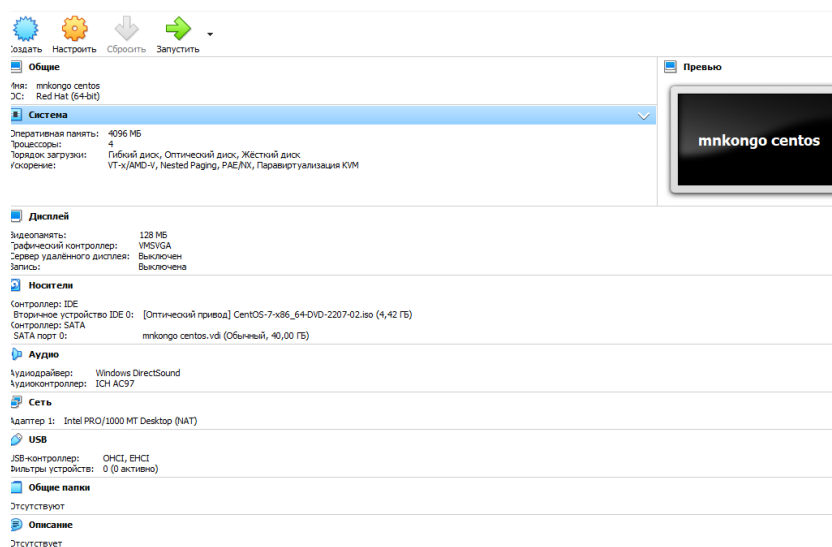 оздать Настроить Сбросить Запустить
Общие
Имя: mnkongo centos
ОС: Red Hat (64-bit)
Превью
mnkongo centos
Система
Оперативная память: 4096 МБ
Процессоры: 4
Порядок загрузки: Гибкий диск, Оптический диск, Жёсткий диск
Ускорение: VT-x/AMD-V, Nested Paging, PAE/NX, Паравиртуализация KVM
Дисплей
Видеопамять: 128 МБ
Графический контроллер: VMSVGA
Сервер удалённого дисплея: Выключен
Запись: Выключена
Носители
Контроллер: IDE
Вторичное устройство IDE 0: [Оптический привод] CentOS-7-x86_64-DVD-2207-02.iso (4,42 ГБ)
Контроллер: SATA
SATA порт 0: mnkongo centos.vdi (Обычный, 40,00 ГБ)
Аудио
Аудиодрайвер: Windows DirectSound
Аудиоконтроллер: ICH AC97
Сеть
Адаптер 1: Intel PRO/1000 MT Desktop (NAT)
USB
USB-контроллер: OHCI, EHCI
Фильтры устройств: 0 (0 активно)
Общие папки
Отсутствуют
Описание
Отсутствует